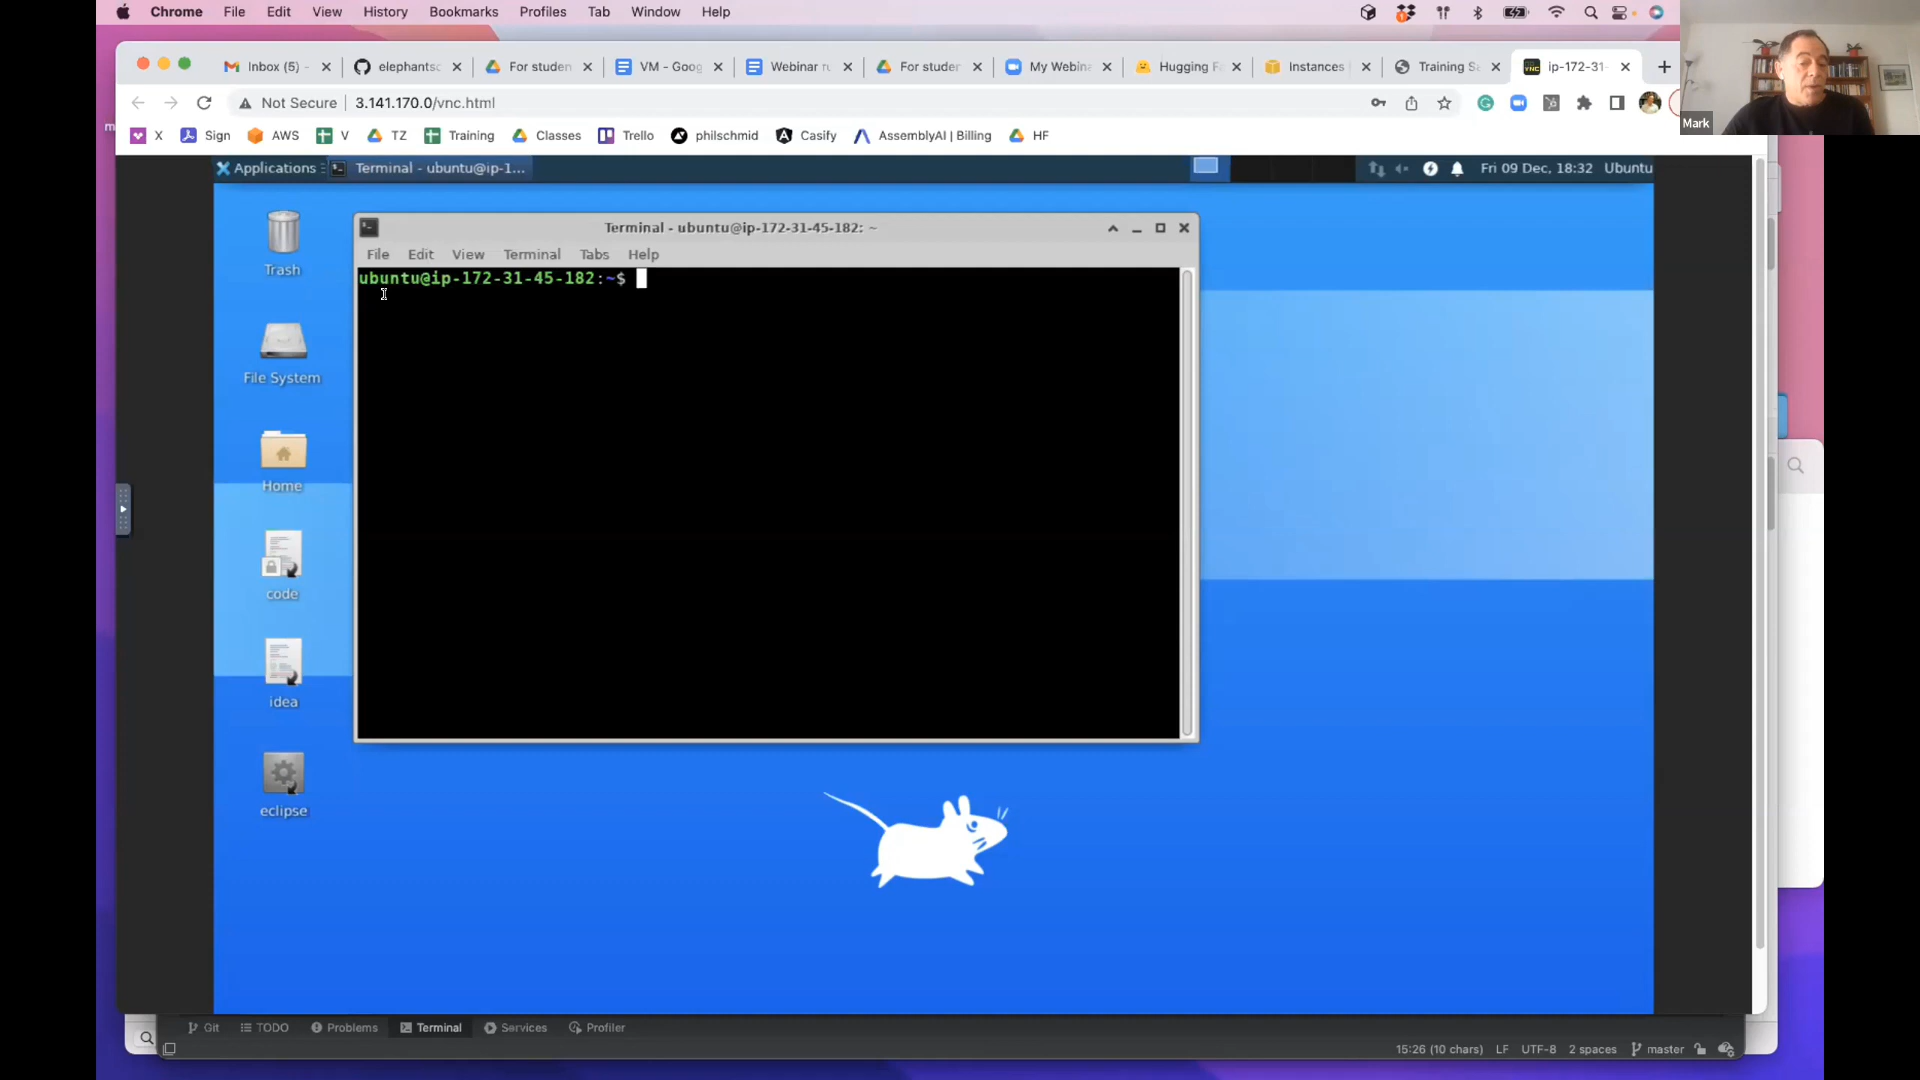 Chrome File Edit View History Bookmarks Profiles Tab Window Help
Inbox (5) - elephantsc For studen VM - Goog Webinar ru For studen My Webina Hugging Fa Instances Training Sa ip-172-31-
Not Secure 3.141.170.0/vnc.html
X Sign AWS V TZ Training Classes Trello philschmid Casify AssemblyAI | Billing HF
Mark
Applications Terminal - ubuntu@ip-1... Fri 09 Dec, 18:32 Ubuntu
Trash
File System
Home
code
idea
eclipse
Terminal - ubuntu@ip-172-31-45-182: ~
File Edit View Terminal Tabs Help
ubuntu@ip-172-31-45-182:~$
Git TODO Problems Terminal Services Profiler
15:26 (10 chars) LF UTF-8 2 spaces master